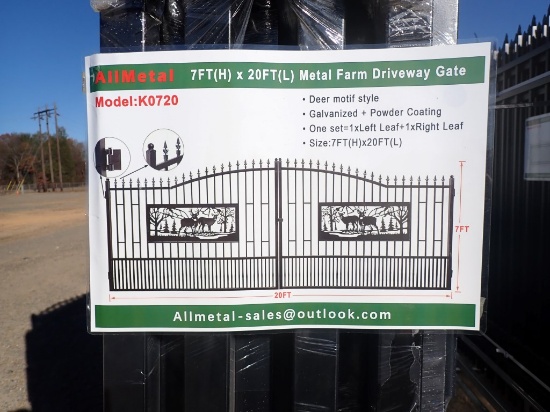 AllMetal 7FT(H) x 20FT(L) Metal Farm Driveway Gate
Model:K0720
• Deer motif style
• Galvanized + Powder Coating
• One set=1xLeft Leaf+1xRight Leaf
• Size:7FT(H)x20FT(L)
7FT
20FT
Allmetal-sales@outlook.com